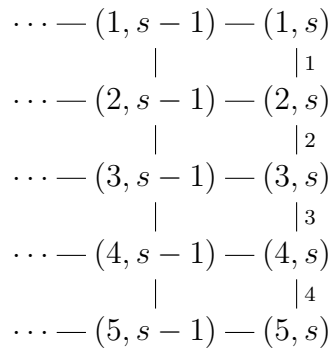 ⋯ — (1, s − 1) — (1, s)
| | 1
⋯ — (2, s − 1) — (2, s)
| | 2
⋯ — (3, s − 1) — (3, s)
| | 3
⋯ — (4, s − 1) — (4, s)
| | 4
⋯ — (5, s − 1) — (5, s)